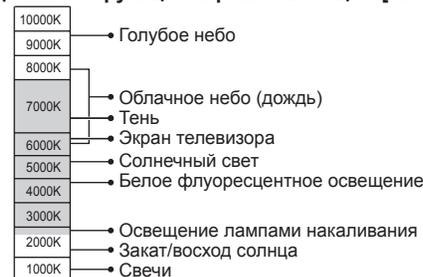 10000K
Голубое небо
9000K
8000K
Облачное небо (дождь)
7000K
Тень
Экран телевизора
6000K
Солнечный свет
5000K
Белое флуоресцентное освещение
4000K
3000K
Освещение лампами накаливания
2000K
Закат/восход солнца
1000K
Свечи